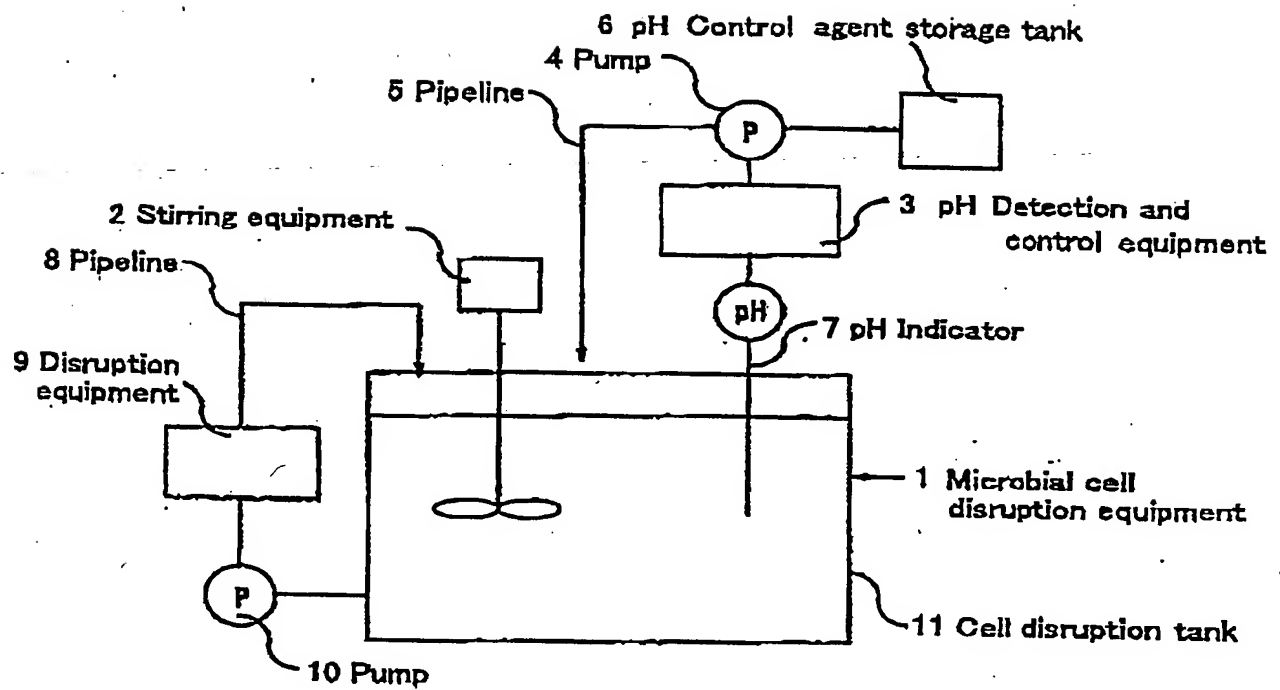 6 pH Control agent storage tank
4 Pump
5 Pipeline
P
3 pH Detection and
control equipment
2 Stirring equipment
8 Pipeline
pH
7 pH Indicator
9 Disruption
equipment
1 Microbial cell
disruption equipment
P
11 Cell disruption tank
10 Pump